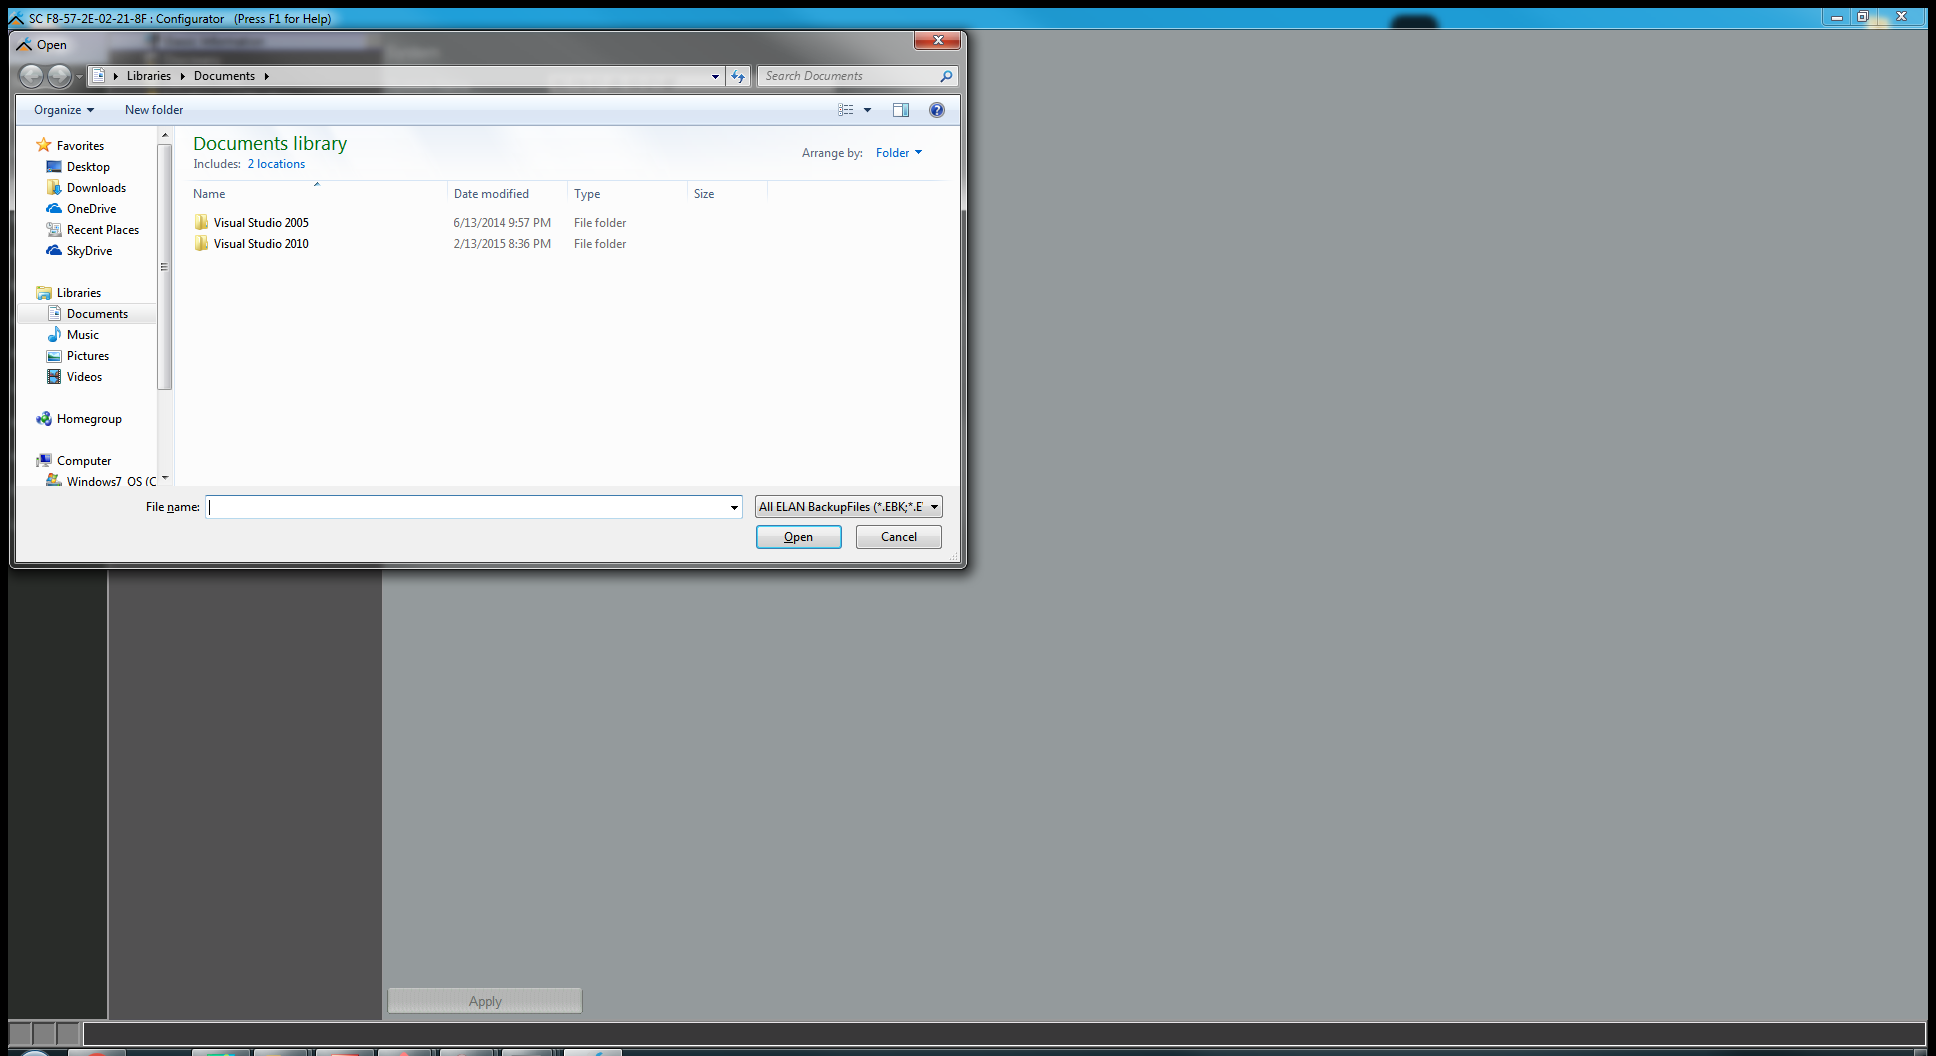 SC F8-57-2E-02-21-8F : Configurator   (Press F1 for Help)
Open
Libraries
Documents
Search Documents
Organize
New folder
Documents library
Includes: 2 locations
Arrange by: Folder
Name
Date modified
Type
Size
Visual Studio 2005
6/13/2014 9:57 PM
File folder
Visual Studio 2010
2/13/2015 8:36 PM
File folder
Favorites
Desktop
Downloads
OneDrive
Recent Places
SkyDrive
Libraries
Documents
Music
Pictures
Videos
Homegroup
Computer
Windows7_OS (C
File name:
All ELAN BackupFiles (*.EBK;*.E
Open
Cancel
Apply